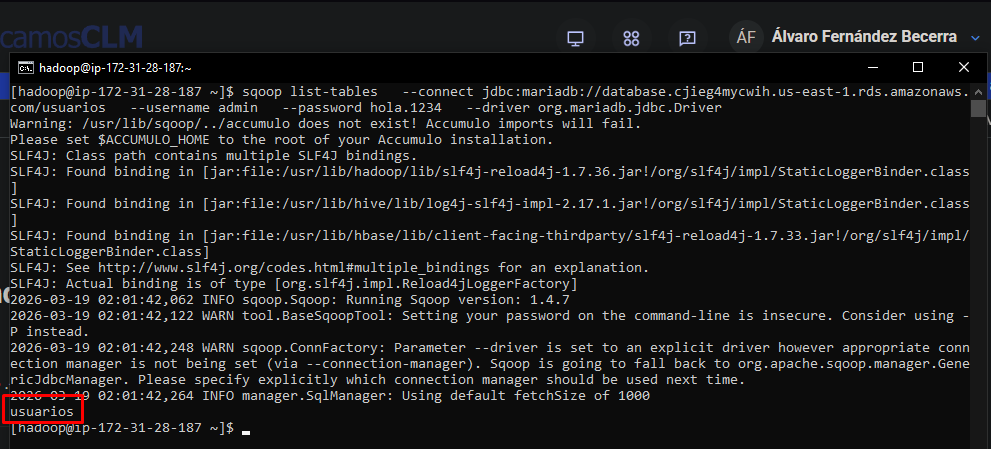 camosCLM
ÁF Álvaro Fernández Becerra
hadoop@ip-172-31-28-187:~
[hadoop@ip-172-31-28-187 ~]$ sqoop list-tables   --connect jdbc:mariadb://database.cjieg4mycwih.us-east-1.rds.amazonaws.
com/usuarios   --username admin   --password hola.1234   --driver org.mariadb.jdbc.Driver
Warning: /usr/lib/sqoop/../accumulo does not exist! Accumulo imports will fail.
Please set $ACCUMULO_HOME to the root of your Accumulo installation.
SLF4J: Class path contains multiple SLF4J bindings.
SLF4J: Found binding in [jar:file:/usr/lib/hadoop/lib/slf4j-reload4j-1.7.36.jar!/org/slf4j/impl/StaticLoggerBinder.class
]
SLF4J: Found binding in [jar:file:/usr/lib/hive/lib/log4j-slf4j-impl-2.17.1.jar!/org/slf4j/impl/StaticLoggerBinder.class
]
SLF4J: Found binding in [jar:file:/usr/lib/hbase/lib/client-facing-thirdparty/slf4j-reload4j-1.7.33.jar!/org/slf4j/impl/
StaticLoggerBinder.class]
SLF4J: See http://www.slf4j.org/codes.html#multiple_bindings for an explanation.
SLF4J: Actual binding is of type [org.slf4j.impl.Reload4jLoggerFactory]
2026-03-19 02:01:42,062 INFO sqoop.Sqoop: Running Sqoop version: 1.4.7
2026-03-19 02:01:42,122 WARN tool.BaseSqoopTool: Setting your password on the command-line is insecure. Consider using -
P instead.
2026-03-19 02:01:42,248 WARN sqoop.ConnFactory: Parameter --driver is set to an explicit driver however appropriate conn
ection manager is not being set (via --connection-manager). Sqoop is going to fall back to org.apache.sqoop.manager.Gene
ricJdbcManager. Please specify explicitly which connection manager should be used next time.
2026-03-19 02:01:42,264 INFO manager.SqlManager: Using default fetchSize of 1000
usuarios
[hadoop@ip-172-31-28-187 ~]$